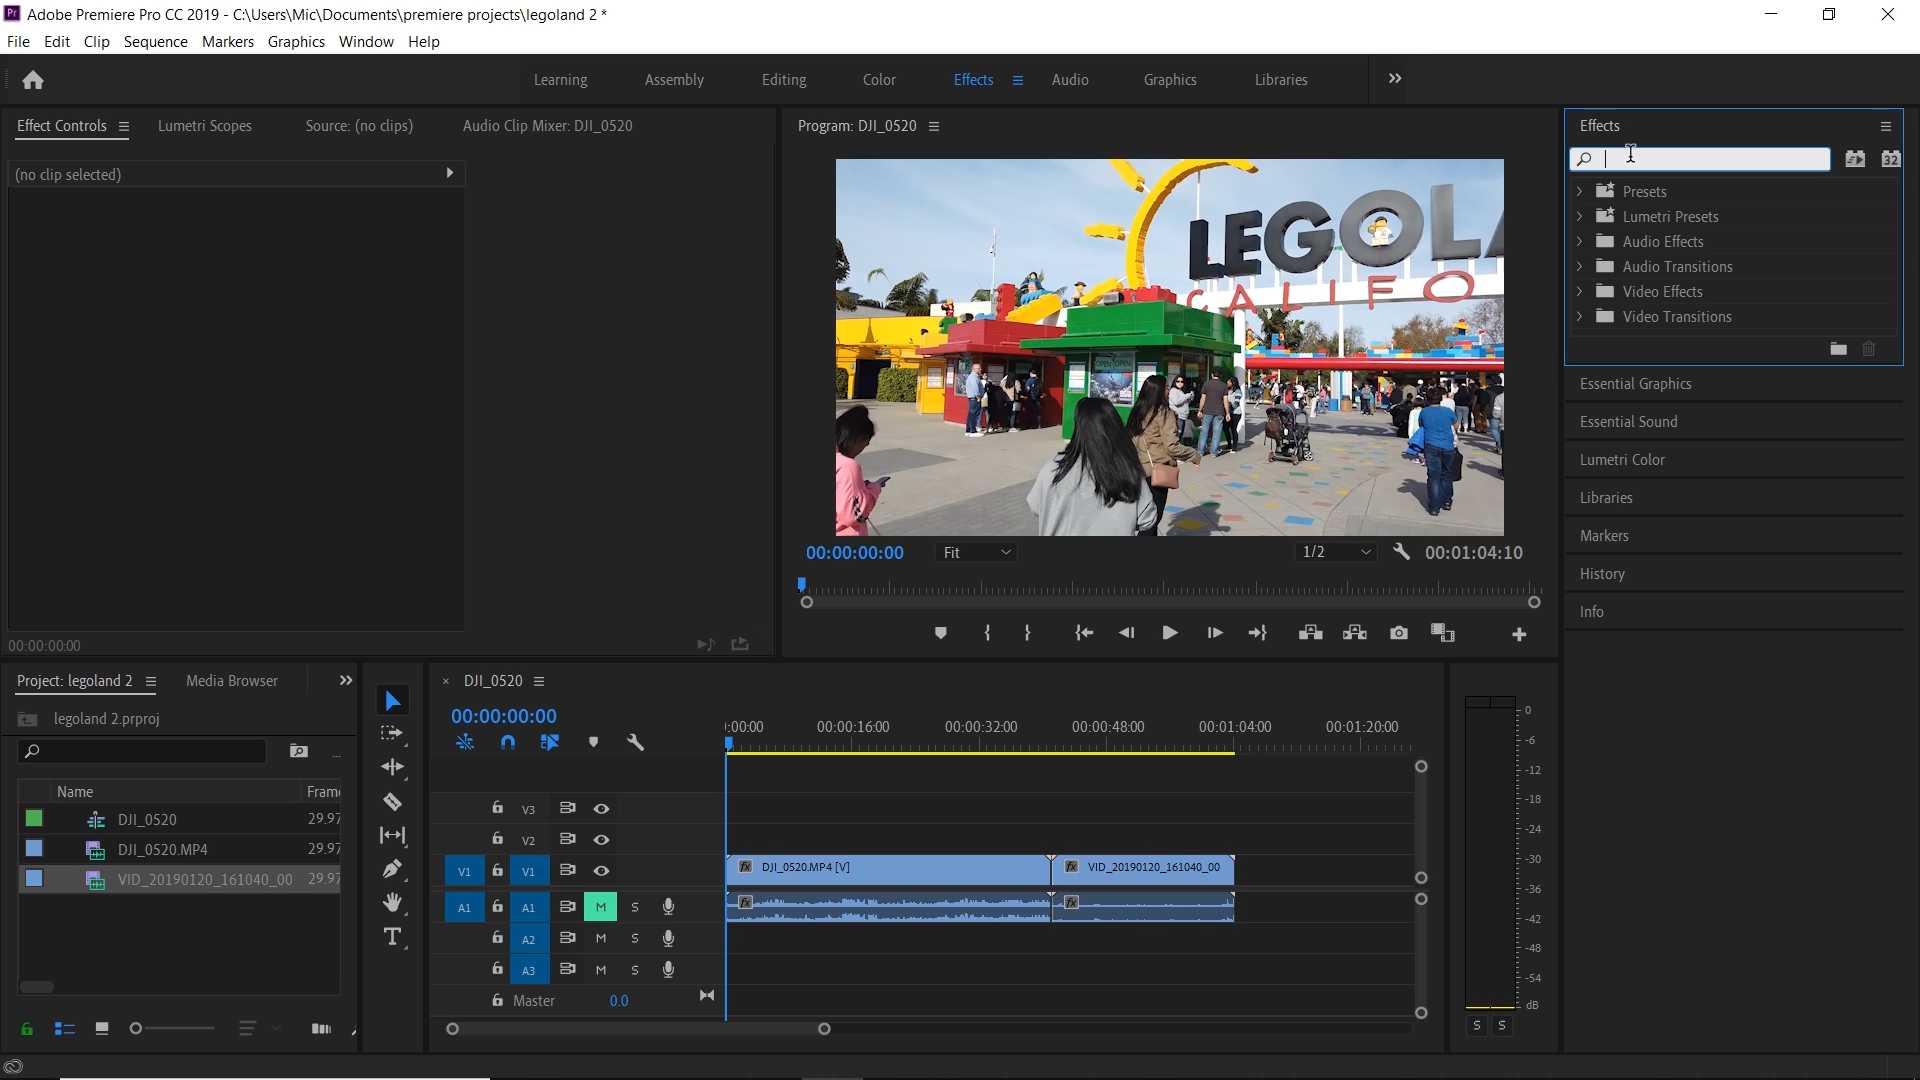 Adobe Premiere Pro CC 2019 - C:\Users\Mic\Documents\premiere projects\legoland 2 *
File Edit Clip Sequence Markers Graphics Window Help
Learning Assembly Editing Color Effects Audio Graphics Libraries
Effect Controls Lumetri Scopes Source: (no clips) Audio Clip Mixer: DJI_0520
(no clip selected)
00:00:00:00
Program: DJI_0520
LEGOLA
CALIFO
OPEN OPEN
00:00:00:00 Fit 1/2 00:01:04:10
Effects
32
Presets
Lumetri Presets
Audio Effects
Audio Transitions
Video Effects
Video Transitions
Essential Graphics
Essential Sound
Lumetri Color
Libraries
Markers
History
Info
Project: legoland 2 Media Browser
legoland 2.prproj
Name Fram
DJI_0520 29.97
DJI_0520.MP4 29.97
VID_20190120_161040_00 29.97
DJI_0520
00:00:00:00
:00:00 00:00:16:00 00:00:32:00 00:00:48:00 00:01:04:00 00:01:20:00
V3
V2
V1 V1 fx DJI_0520.MP4 [V] fx VID_20190120_161040_00
A1 A1 M S fx fx
A2 M S
A3 M S
Master 0.0
0
-6
-12
-18
-24
-30
-36
-42
-48
-54
dB
S S